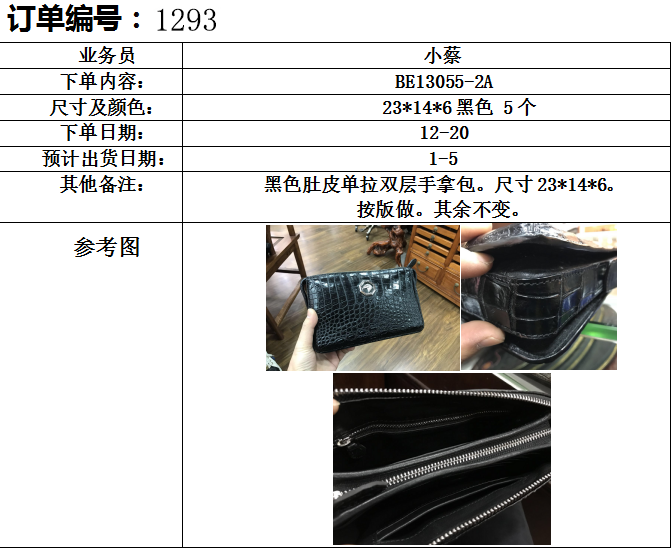 订单编号：1293
业务员 小蔡
下单内容： BE13055-2A
尺寸及颜色： 23*14*6黑色 5个
下单日期： 12-20
预计出货日期： 1-5
其他备注： 黑色肚皮单拉双层手拿包。尺寸23*14*6。
按版做。其余不变。
参考图